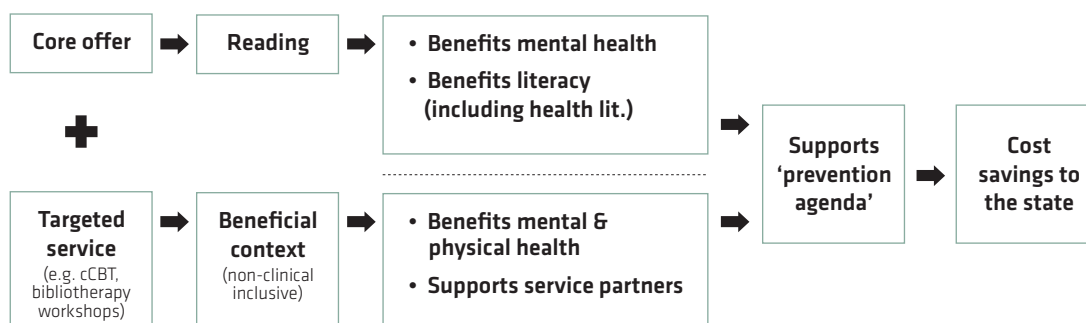 Core offer
Reading
• Benefits mental health
• Benefits literacy
(including health lit.)
+
Targeted
service
(e.g. cCBT,
bibliotherapy
workshops)
Beneficial
context
(non-clinical
inclusive)
• Benefits mental &
physical health
• Supports service partners
Supports
‘prevention
agenda’
Cost
savings to
the state